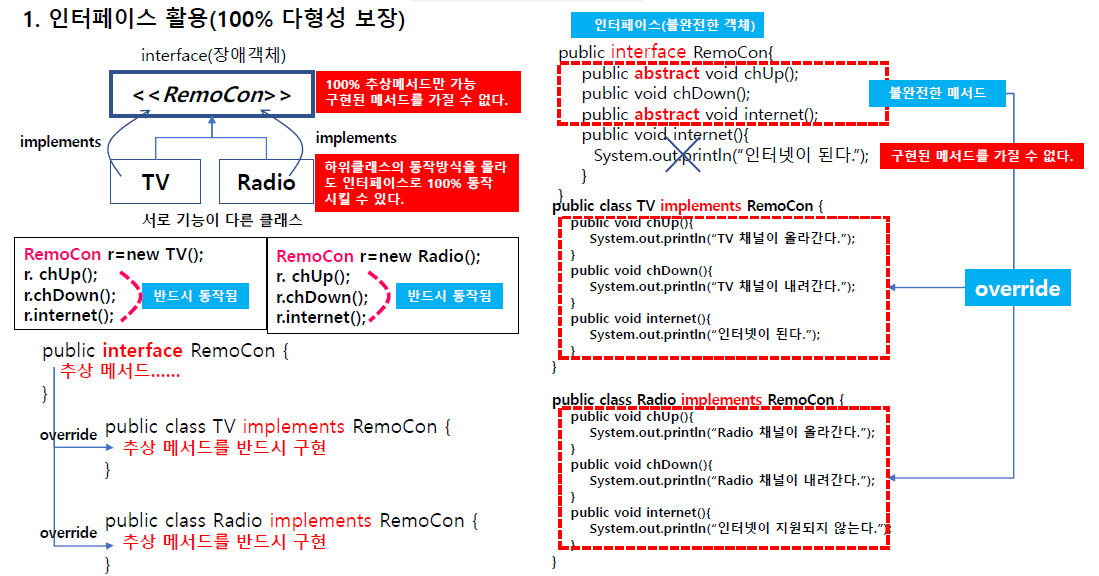 1. 인터페이스 활용(100% 다형성 보장)
interface(장애객체)
<<RemoCon>>
100% 추상메서드만 가능
구현된 메서드를 가질 수 없다.
implements
implements
TV
Radio
하위클래스의 동작방식을 몰라
도 인터페이스로 100% 동작
시킬 수 있다.
서로 기능이 다른 클래스
RemoCon r=new TV();
r. chUp();
r.chDown();
r.internet();
반드시 동작됨
RemoCon r=new Radio();
r. chUp();
r.chDown();
r.internet();
반드시 동작됨
public interface RemoCon {
추상 메서드......
}
override
public class TV implements RemoCon {
추상 메서드를 반드시 구현
}
override
public class Radio implements RemoCon {
추상 메서드를 반드시 구현
}
인터페이스(불완전한 객체)
public interface RemoCon{
public abstract void chUp();
public void chDown();
public abstract void internet();
불완전한 메서드
public void internet(){
System.out.println(“인터넷이 된다.”);
}
}
구현된 메서드를 가질 수 없다.
public class TV implements RemoCon {
public void chUp(){
System.out.println(“TV 채널이 올라간다.”);
}
public void chDown(){
System.out.println(“TV 채널이 내려간다.”);
}
public void internet(){
System.out.println(“인터넷이 된다.”);
}
}
override
public class Radio implements RemoCon {
public void chUp(){
System.out.println(“Radio 채널이 올라간다.”);
}
public void chDown(){
System.out.println(“Radio 채널이 내려간다.”);
}
public void internet(){
System.out.println(“인터넷이 지원되지 않는다.”);
}
}